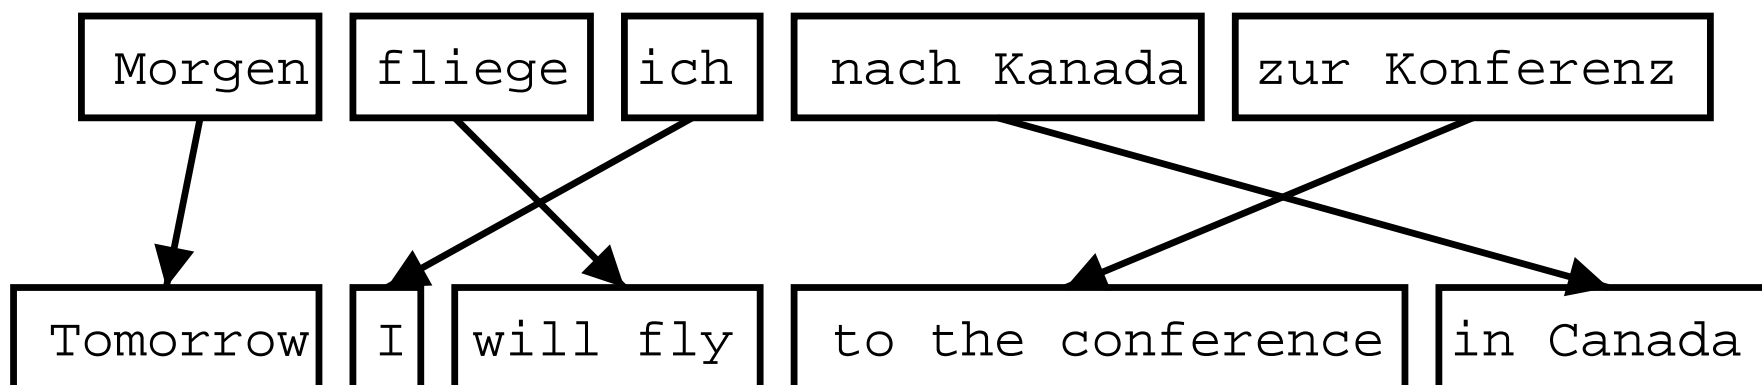 Morgen fliege ich nach Kanada zur Konferenz
Tomorrow I will fly to the conference in Canada